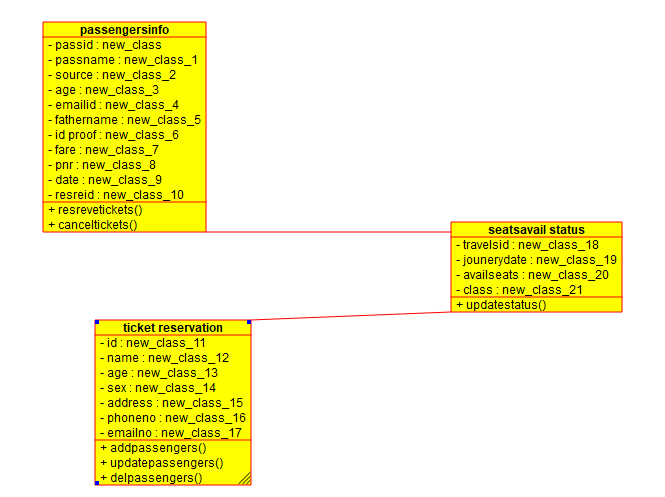 passengersinfo
- passid : new_class
- passname : new_class_1
- source : new_class_2
- age : new_class_3
- emailid : new_class_4
- fathername : new_class_5
- id proof : new_class_6
- fare : new_class_7
- pnr : new_class_8
- date : new_class_9
- resreid : new_class_10
+ resrevetickets()
+ canceltickets()
seatsavail status
- travelsid : new_class_18
- jounerydate : new_class_19
- availseats : new_class_20
- class : new_class_21
+ updatestatus()
ticket reservation
- id : new_class_11
- name : new_class_12
- age : new_class_13
- sex : new_class_14
- address : new_class_15
- phoneno : new_class_16
- emailno : new_class_17
+ addpassengers()
+ updatepassengers()
+ delpassengers()